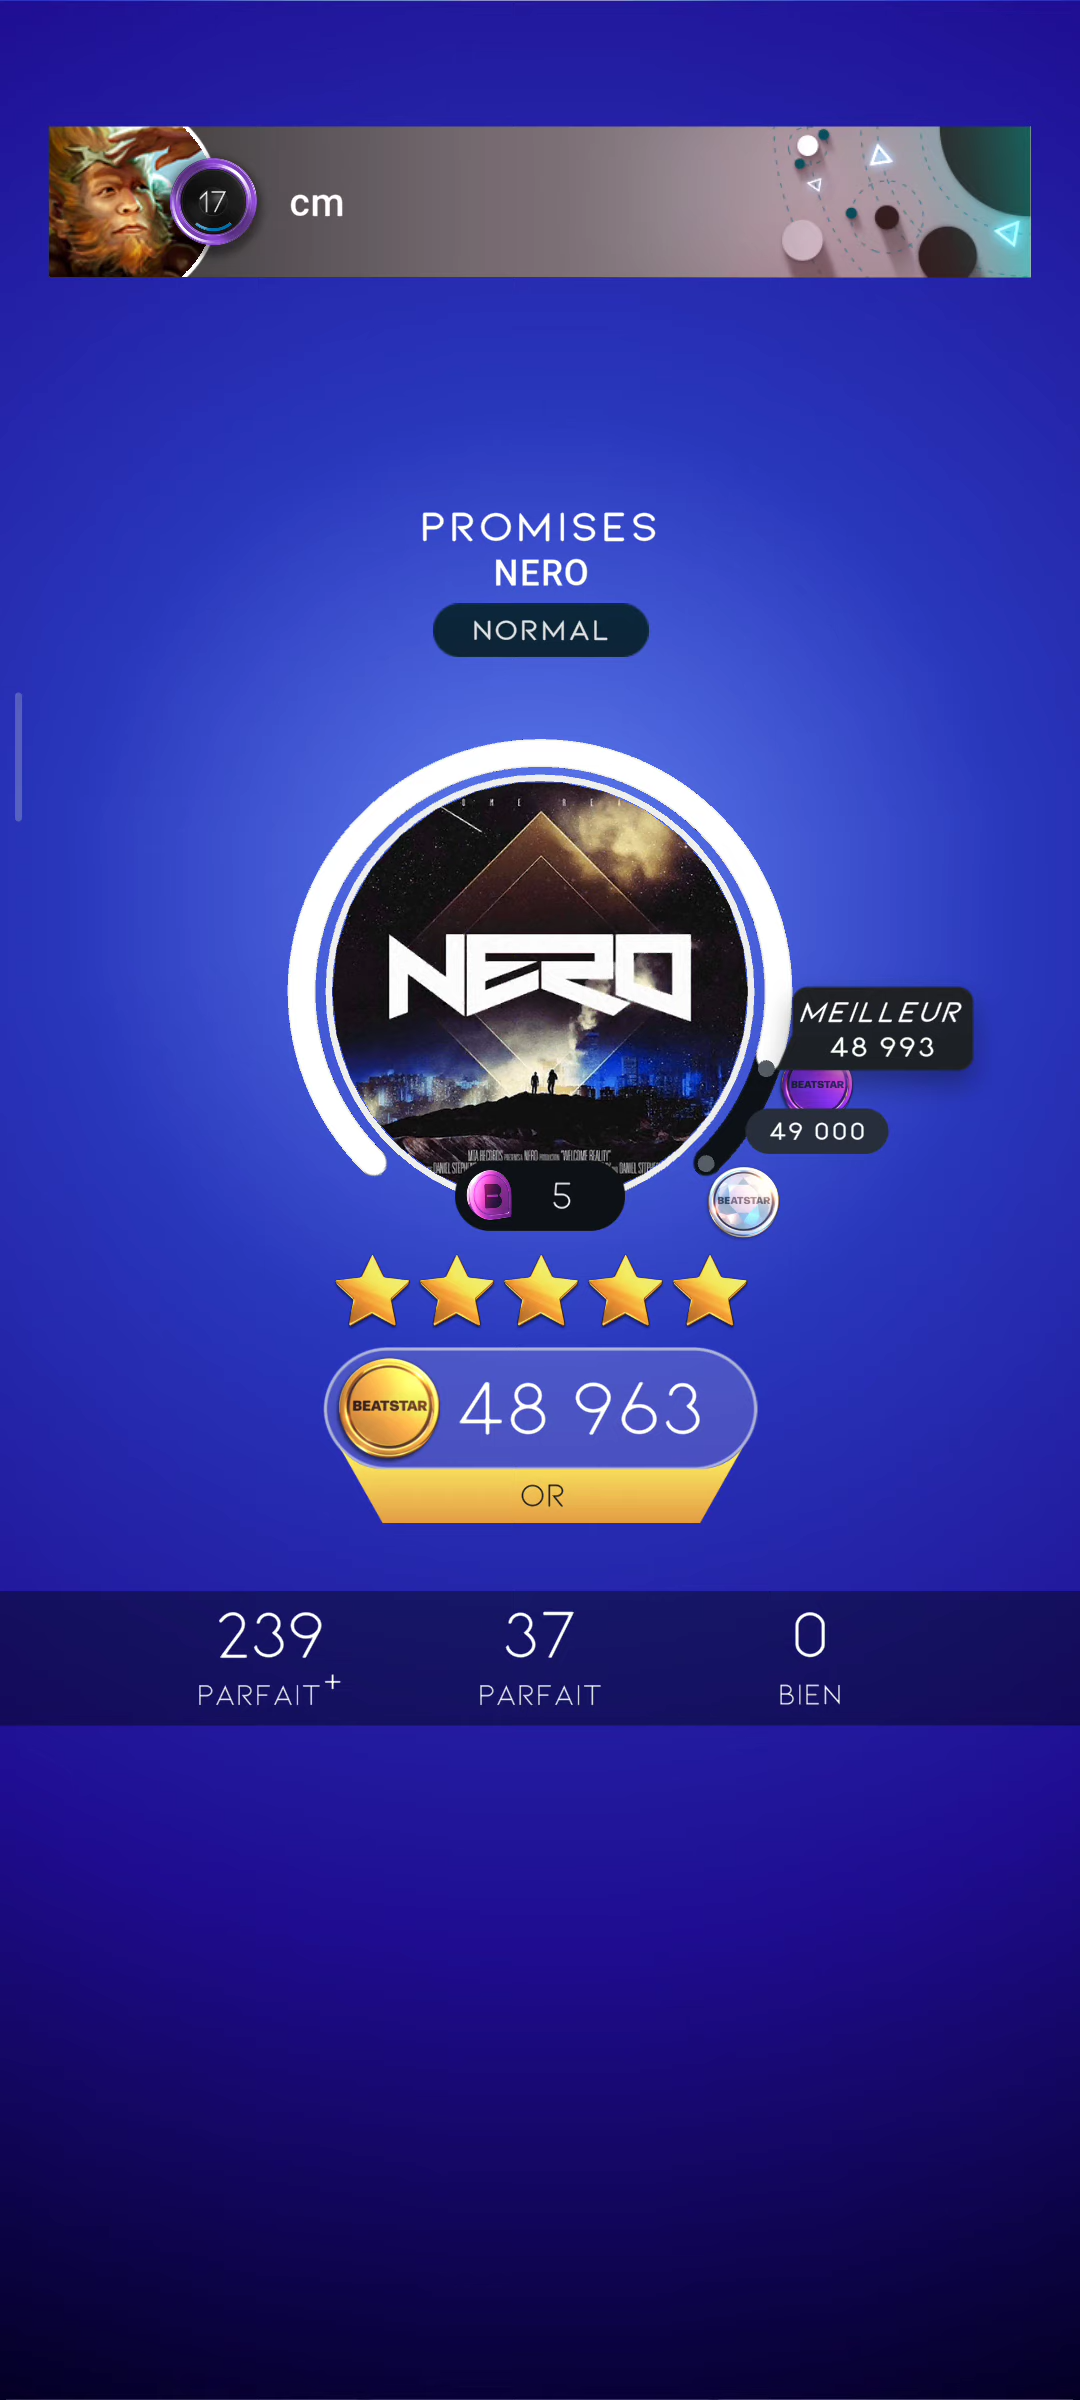 17
cm
PROMISES
NERO
NORMAL
NERO
MEILLEUR
48 993
BEATSTAR
49 000
B
5
BEATSTAR
BEATSTAR
48 963
OR
239
PARFAIT+
37
PARFAIT
0
BIEN